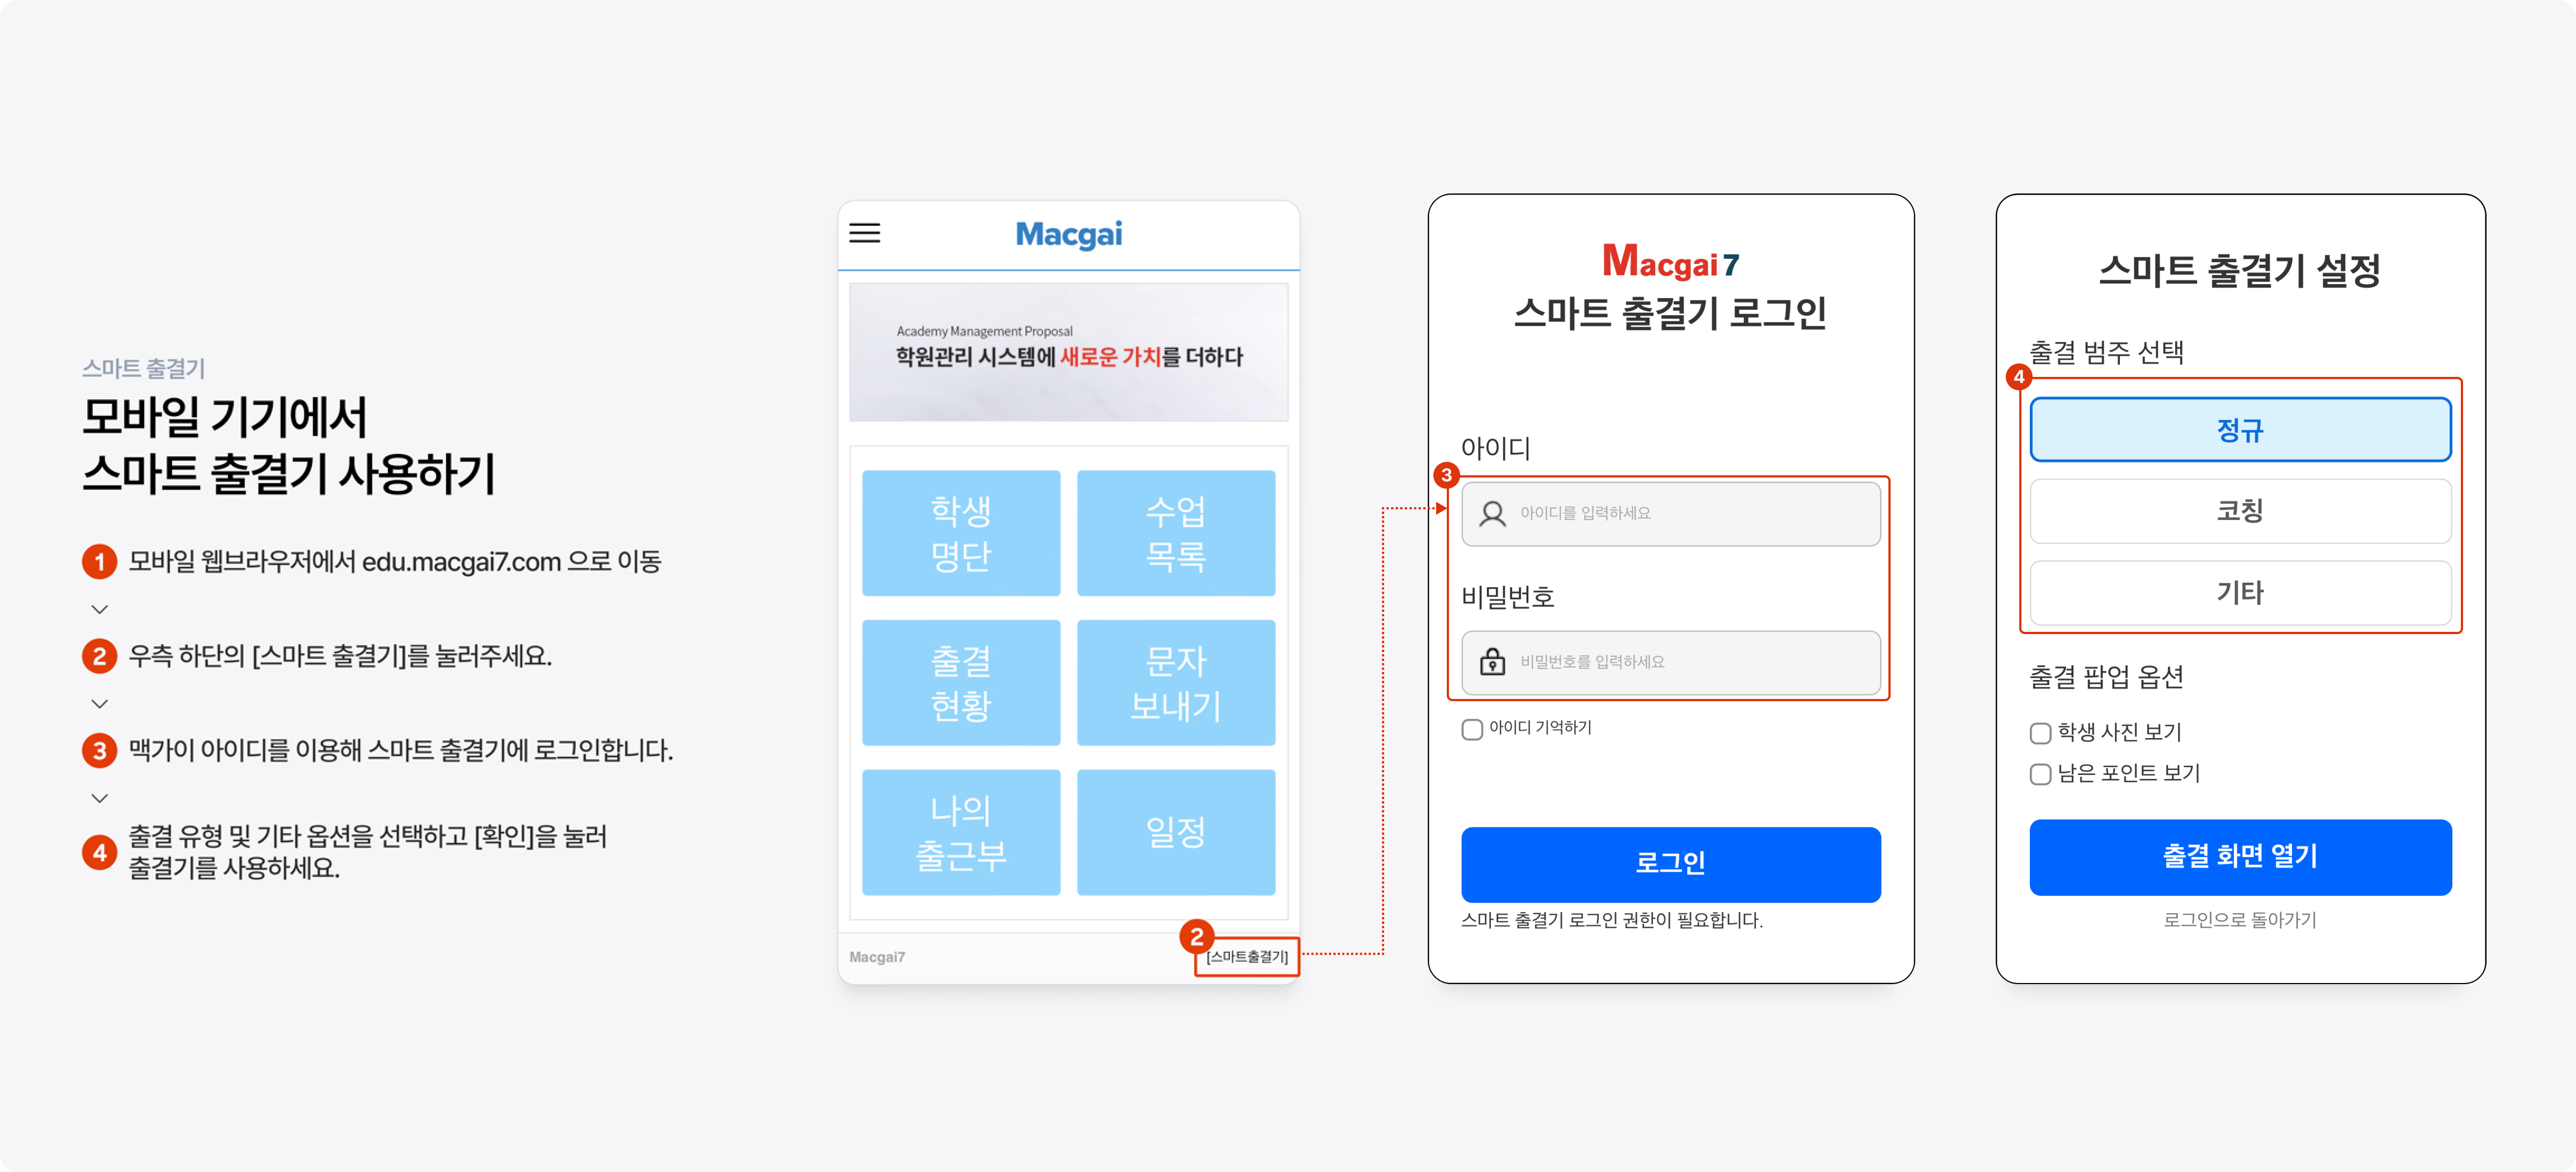 스마트 출결기
모바일 기기에서
스마트 출결기 사용하기
1 모바일 웹브라우저에서 edu.macgai7.com 으로 이동
2 우측 하단의 [스마트 출결기]를 눌러주세요.
3 맥가이 아이디를 이용해 스마트 출결기에 로그인합니다.
4 출결 유형 및 기타 옵션을 선택하고 [확인]을 눌러
출결기를 사용하세요.
Macgai
Academy Management Proposal
학원관리 시스템에 새로운 가치를 더하다
학생
명단
수업
목록
출결
현황
문자
보내기
나의
출근부
일정
Macgai7
2
[스마트출결기]
Macgai7
스마트 출결기 로그인
아이디
3
아이디를 입력하세요
비밀번호
비밀번호를 입력하세요
아이디 기억하기
로그인
스마트 출결기 로그인 권한이 필요합니다.
스마트 출결기 설정
출결 범주 선택
4
정규
코칭
기타
출결 팝업 옵션
학생 사진 보기
남은 포인트 보기
출결 화면 열기
로그인으로 돌아가기